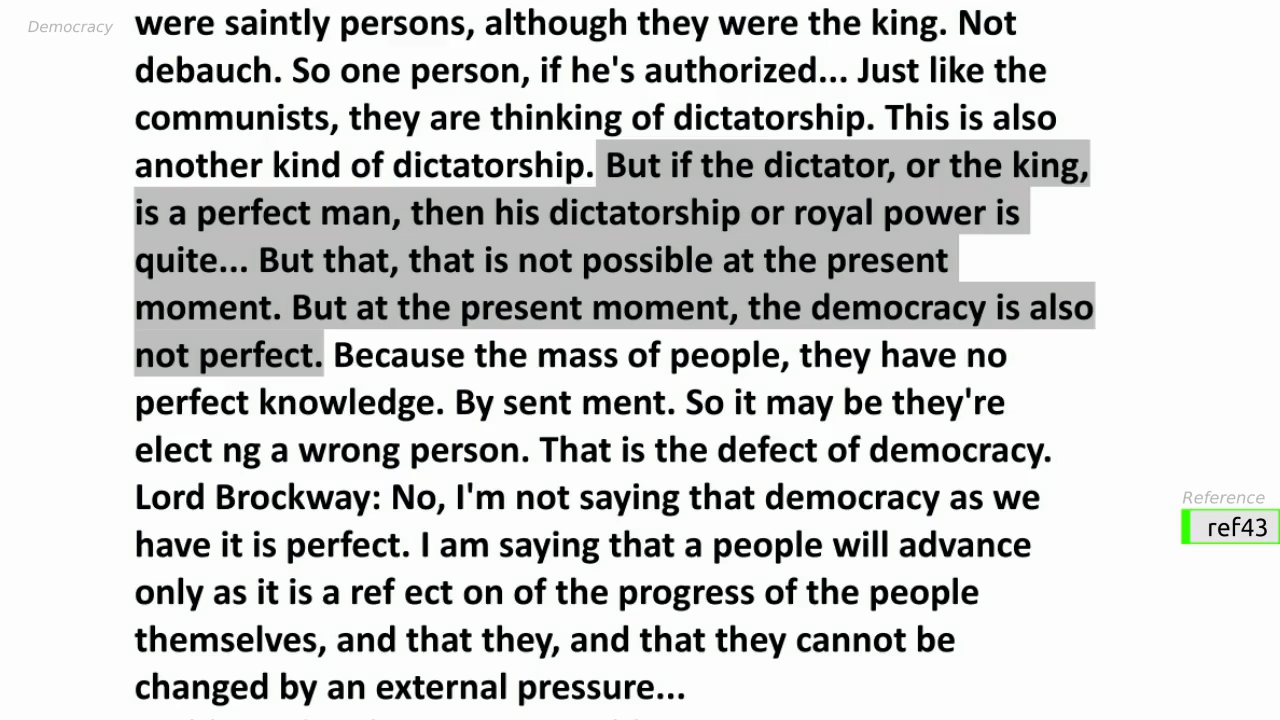 Democracy
were saintly persons, although they were the king. Not
debauch. So one person, if he's authorized... Just like the
communists, they are thinking of dictatorship. This is also
another kind of dictatorship. But if the dictator, or the king,
is a perfect man, then his dictatorship or royal power is
quite... But that, that is not possible at the present
moment. But at the present moment, the democracy is also
not perfect. Because the mass of people, they have no
perfect knowledge. By sent ment. So it may be they're
elect ng a wrong person. That is the defect of democracy.
Lord Brockway: No, I'm not saying that democracy as we
have it is perfect. I am saying that a people will advance
only as it is a ref ect on of the progress of the people
themselves, and that they, and that they cannot be
changed by an external pressure...
Reference
ref43